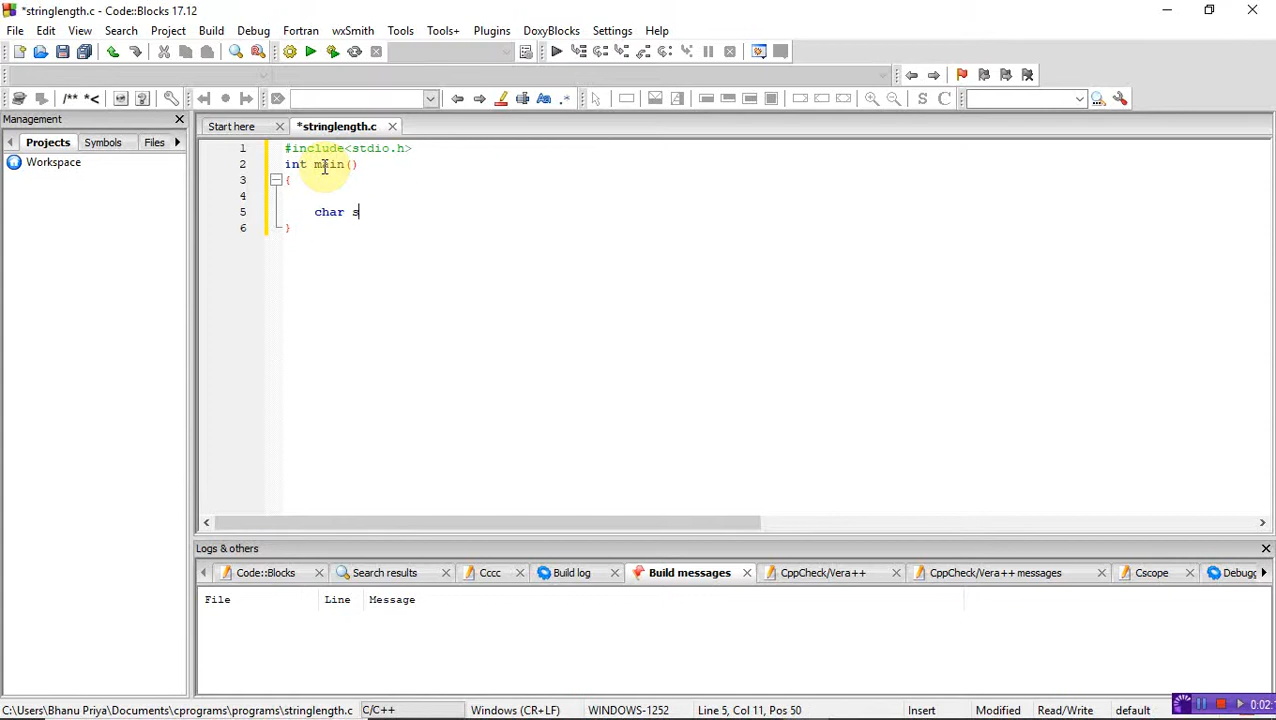 *stringlength.c - Code::Blocks 17.12
File Edit View Search Project Build Debug Fortran wxSmith Tools Tools+ Plugins DoxyBlocks Settings Help
/** *<
S C
Management
Projects Symbols Files
Workspace
Start here *stringlength.c
1 #include<stdio.h>
2 int main()
3 {
4
5 char s
6 }
Logs & others
Code::Blocks Search results Cccc Build log Build messages CppCheck/Vera++ CppCheck/Vera++ messages Cscope Debugg
File Line Message
C:\Users\Bhanu Priya\Documents\cprograms\programs\stringlength.c C/C++ Windows (CR+LF) WINDOWS-1252 Line 5, Col 11, Pos 50 Insert Modified Read/Write default
0:02: